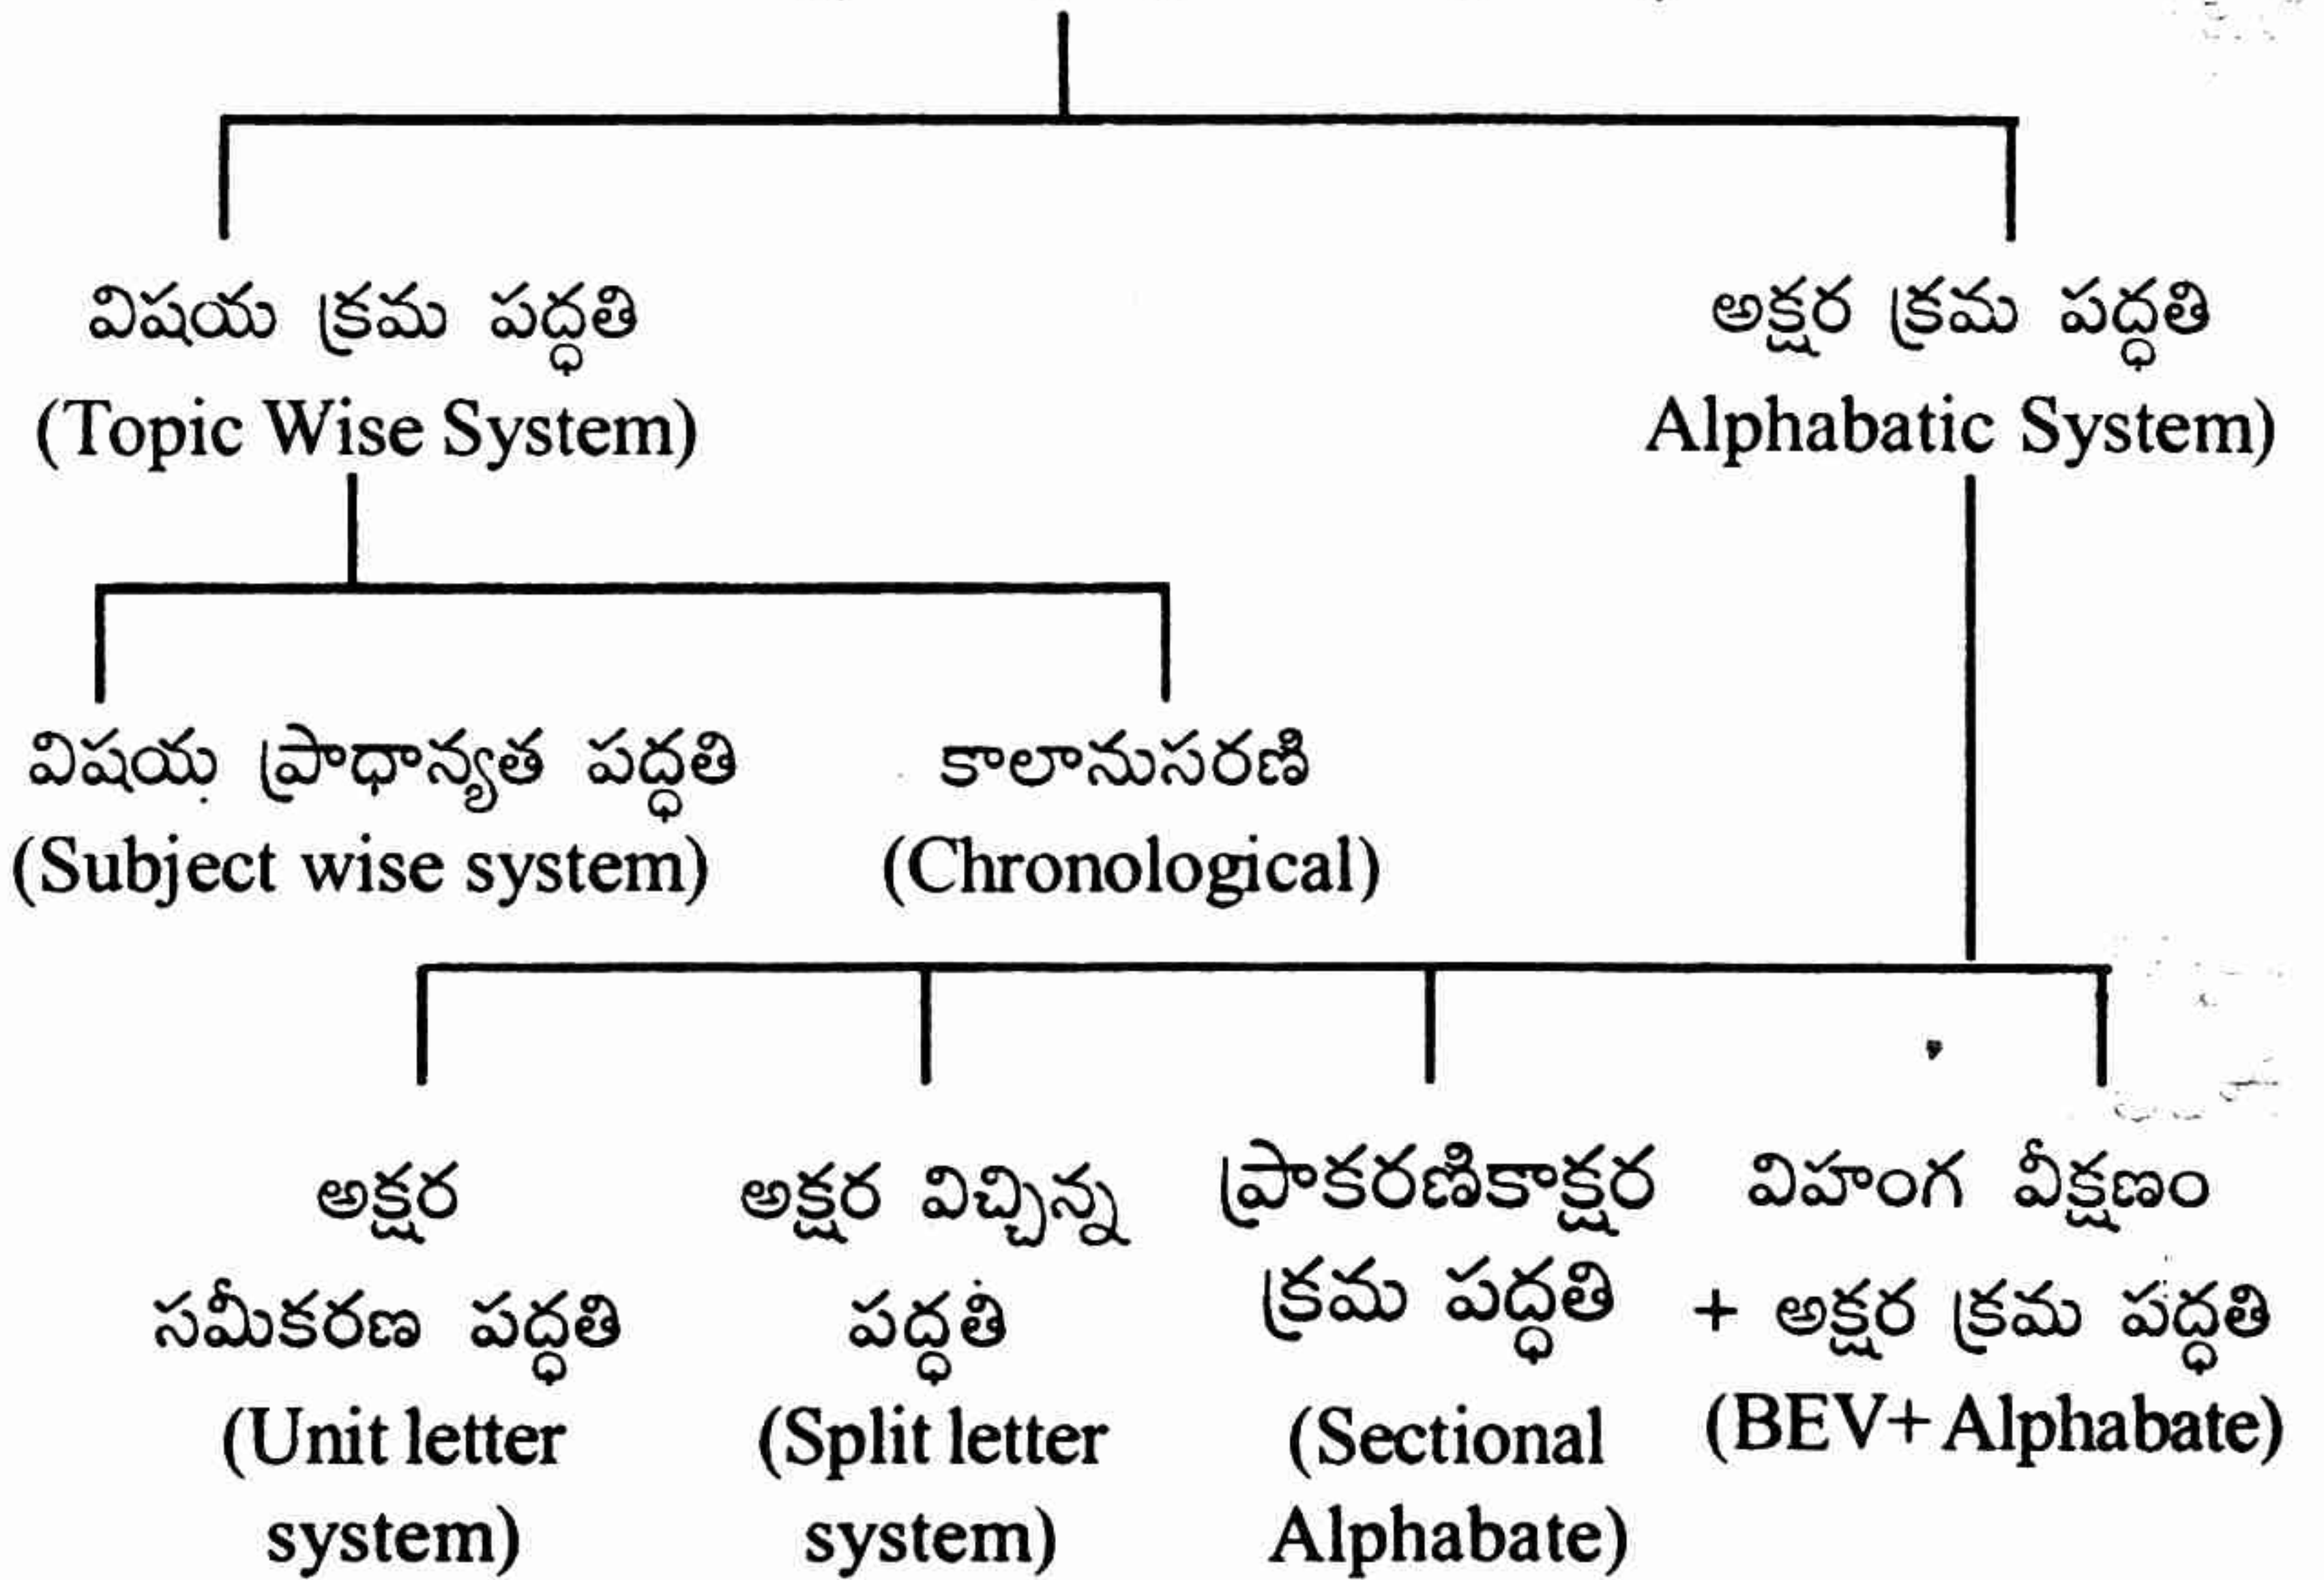 విషయ క్రమ పద్ధతి
(Topic Wise System)
అక్షర క్రమ పద్ధతి
Alphabatic System)
విషయ ప్రాధాన్యత పద్ధతి
(Subject wise system)
కాలానుసరణి
(Chronological)
అక్షర
సమీకరణ పద్ధతి
(Unit letter
system)
అక్షర విచ్చిన్న
పద్ధతి
(Split letter
system)
ప్రాకరణికాక్షర
క్రమ పద్ధతి
(Sectional
Alphabate)
విహంగ వీక్షణం
+ అక్షర క్రమ పద్ధతి
(BEV+Alphabate)